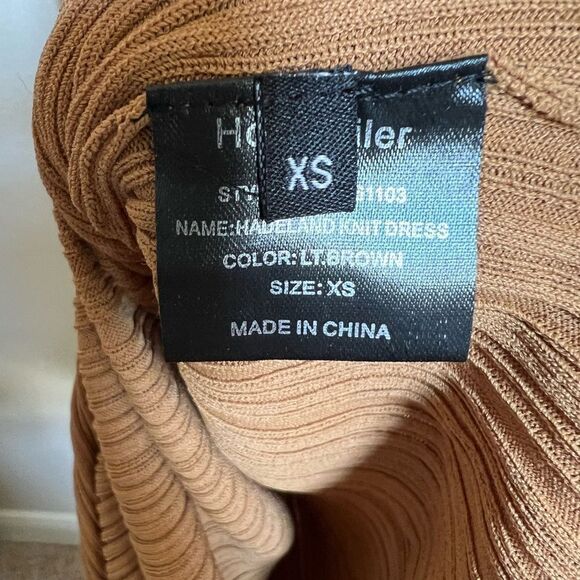 XS
NAME:HADELAND KNIT DRESS
COLOR: LT.BROWN
SIZE: XS
MADE IN CHINA